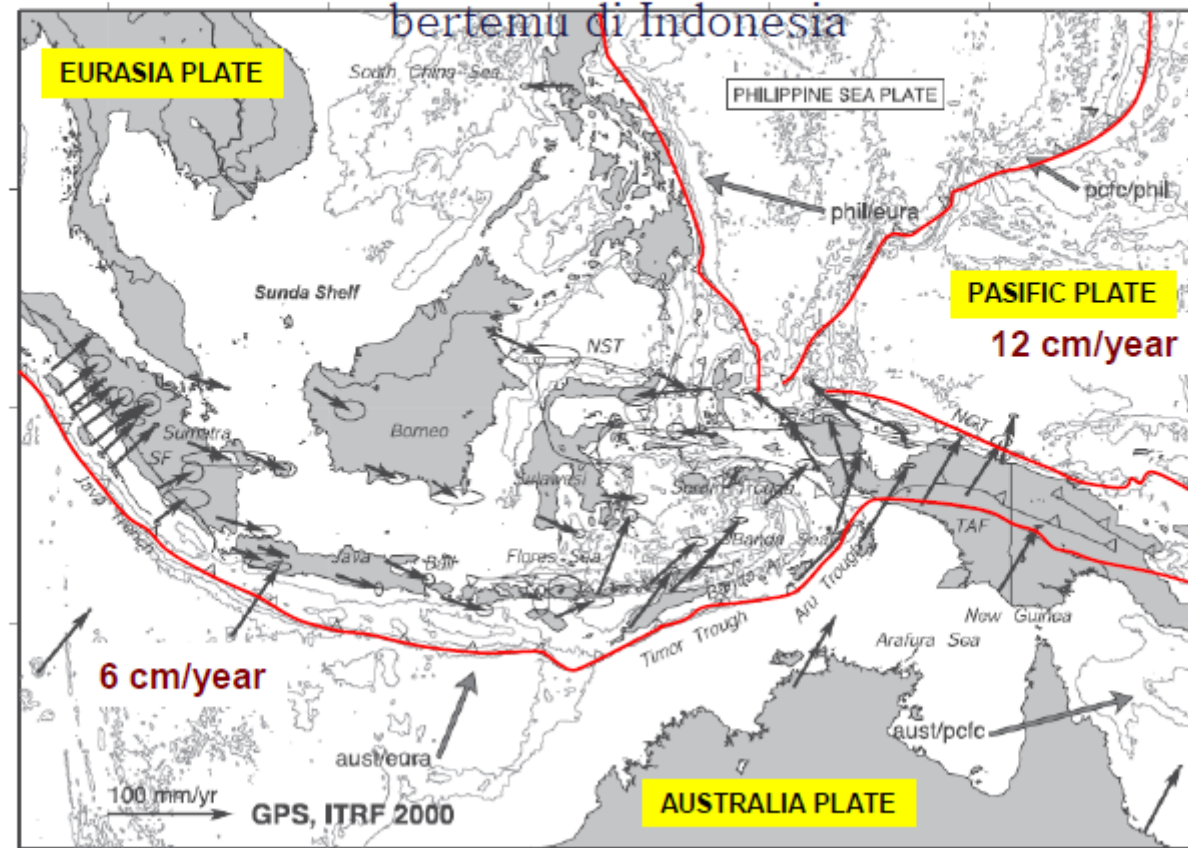 bertemu di Indonesia
EURASIA PLATE
South China Sea
PHILIPPINE SEA PLATE
pcfc/phil
phil/eura
Sunda Shelf
PASIFIC PLATE
12 cm/year
NST
NGT
Sumatra
SF
Borneo
Sulawesi
Java Trench
Java
Bali
Flores Sea
Banda Sea
Banda Arc
TAF
Aru Trough
Timor Trough
New Guinea
Arafura Sea
6 cm/year
aust/eura
aust/pcfc
100 mm/yr
GPS, ITRF 2000
AUSTRALIA PLATE